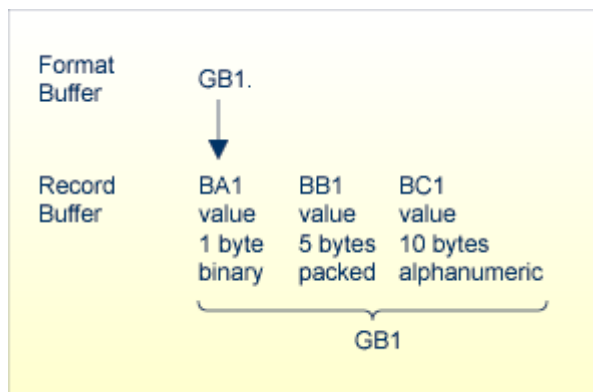 Format
Buffer
GB1.
Record
Buffer
BA1
value
1 byte
binary
BB1
value
5 bytes
packed
BC1
value
10 bytes
alphanumeric
GB1